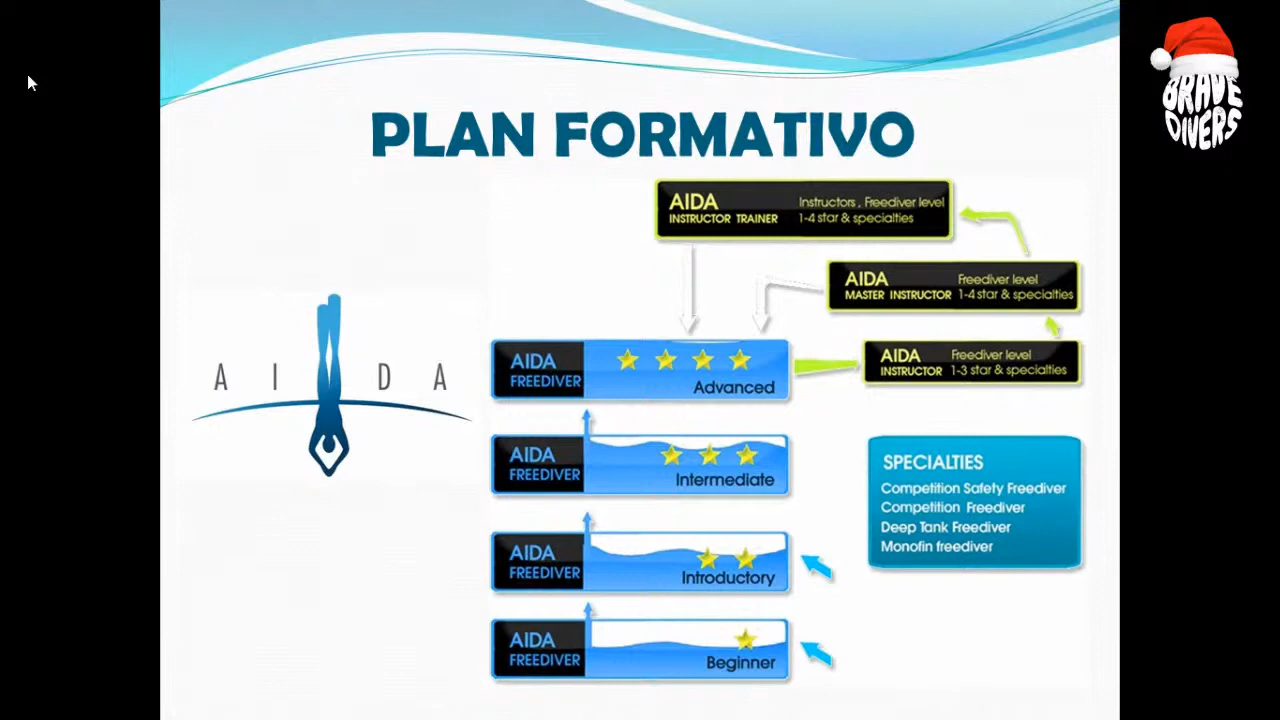 BRAVE
DIVERS
PLAN FORMATIVO
AIDA
INSTRUCTOR TRAINER
Instructors , Freediver level
1-4 star & specialties
AIDA
MASTER INSTRUCTOR
Freediver level
1-4 star & specialties
AIDA
AIDA
FREEDIVER
Advanced
AIDA
INSTRUCTOR
Freediver level
1-3 star & specialties
AIDA
FREEDIVER
Intermediate
SPECIALTIES
Competition Safety Freediver
Competition Freediver
Deep Tank Freediver
Monofin freediver
AIDA
FREEDIVER
Introductory
AIDA
FREEDIVER
Beginner